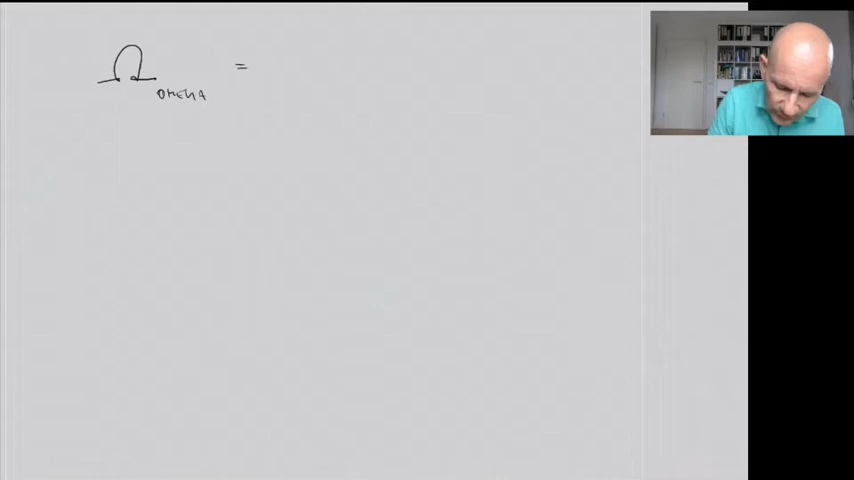 Ω =
OMEGA